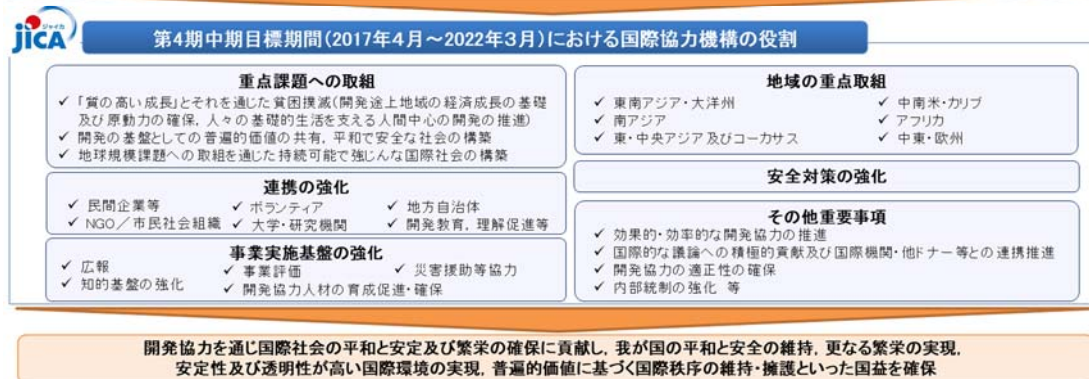 ジャイカ
JICA
第4期中期目標期間(2017年4月～2022年3月)における国際協力機構の役割
重点課題への取組
✓ 「質の高い成長」とそれを通じた貧困撲滅(開発途上地域の経済成長の基礎
及び原動力の確保，人々の基礎的生活を支える人間中心の開発の推進)
✓ 開発の基盤としての普遍的価値の共有，平和で安全な社会の構築
✓ 地球規模課題への取組を通じた持続可能で強じんな国際社会の構築
連携の強化
✓ 民間企業等 ✓ ボランティア ✓ 地方自治体
✓ NGO／市民社会組織 ✓ 大学・研究機関 ✓ 開発教育，理解促進等
事業実施基盤の強化
✓ 広報 ✓ 事業評価 ✓ 災害援助等協力
✓ 知的基盤の強化 ✓ 開発協力人材の育成促進・確保
地域の重点取組
✓ 東南アジア・大洋州 ✓ 中南米・カリブ
✓ 南アジア ✓ アフリカ
✓ 東・中央アジア及びコーカサス ✓ 中東・欧州
安全対策の強化
その他重要事項
✓ 効果的・効率的な開発協力の推進
✓ 国際的な議論への積極的貢献及び国際機関・他ドナー等との連携推進
✓ 開発協力の適正性の確保
✓ 内部統制の強化 等
開発協力を通じ国際社会の平和と安定及び繁栄の確保に貢献し，我が国の平和と安全の維持，更なる繁栄の実現，
安定性及び透明性が高い国際環境の実現，普遍的価値に基づく国際秩序の維持・擁護といった国益を確保